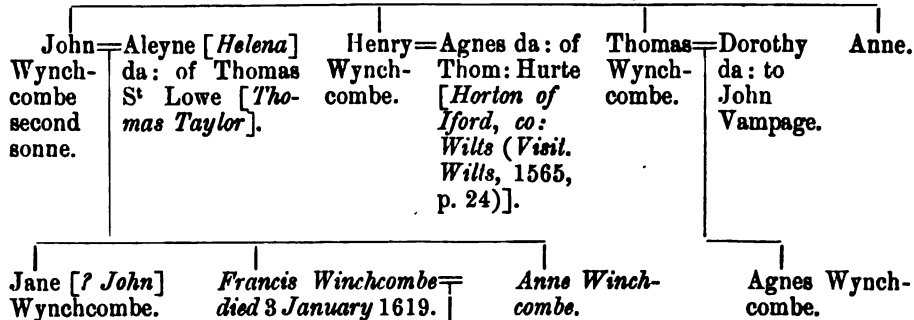 John=Aleyne [Helena]
Wynch-
combe
second
sonne.
da: of Thomas
St Lowe [Tho-
mas Taylor].
Henry=Agnes da: of
Wynch-
combe.
Thom: Hurte
[Horton of
Iford, co:
Wilts (Visit.
Wilts, 1565,
p. 24)].
Thomas=Dorothy
Wynch-
combe.
da: to
John
Vampage.
Anne.
Jane [? John]
Wynchcombe.
Francis Winchcombe=
died 3 January 1619.
Anne Winch-
combe.
Agnes Wynch-
combe.